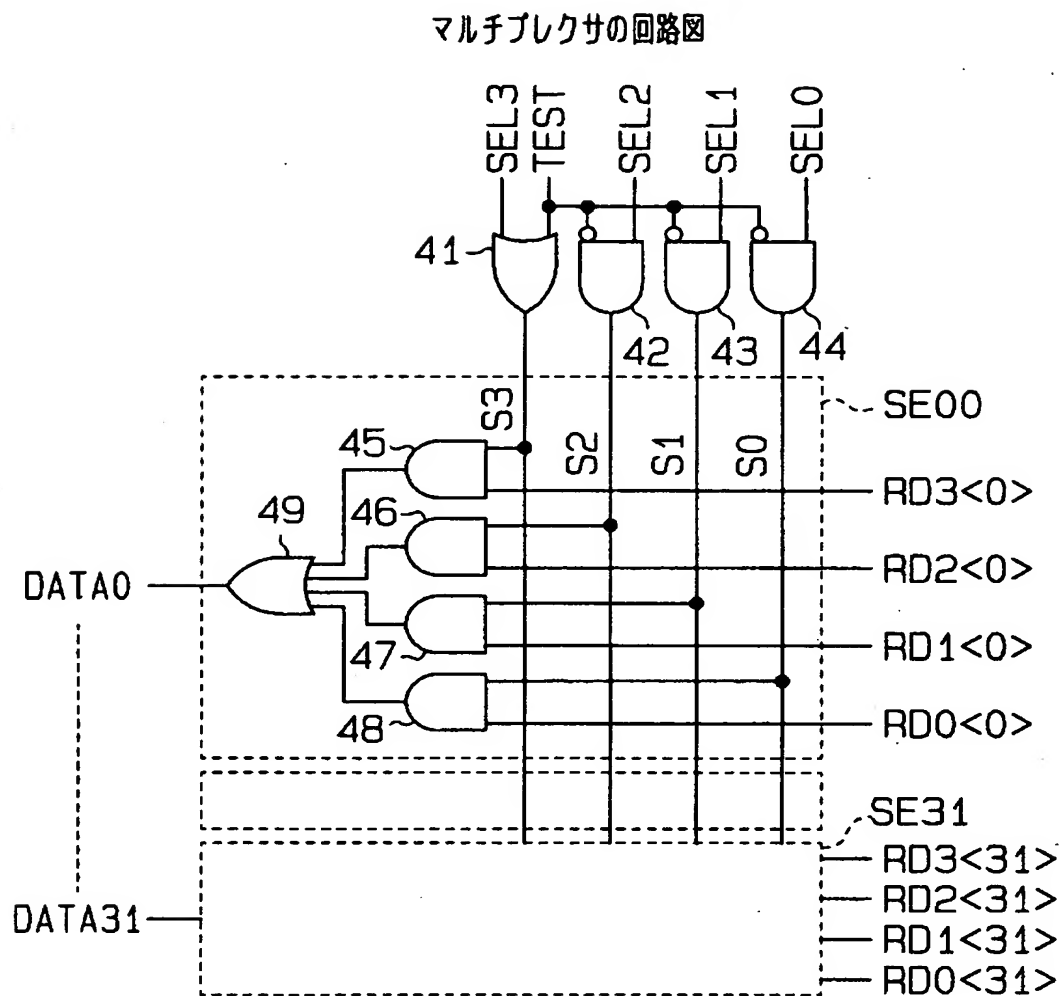 マルチプレクサの回路図
SEL3
TEST
SEL2
SEL1
SEL0
41
42
43
44
SE00
S3
S2
S1
S0
45
RD3<0>
46
49
RD2<0>
DATA0
47
RD1<0>
48
RD0<0>
SE31
RD3<31>
RD2<31>
DATA31
RD1<31>
RD0<31>